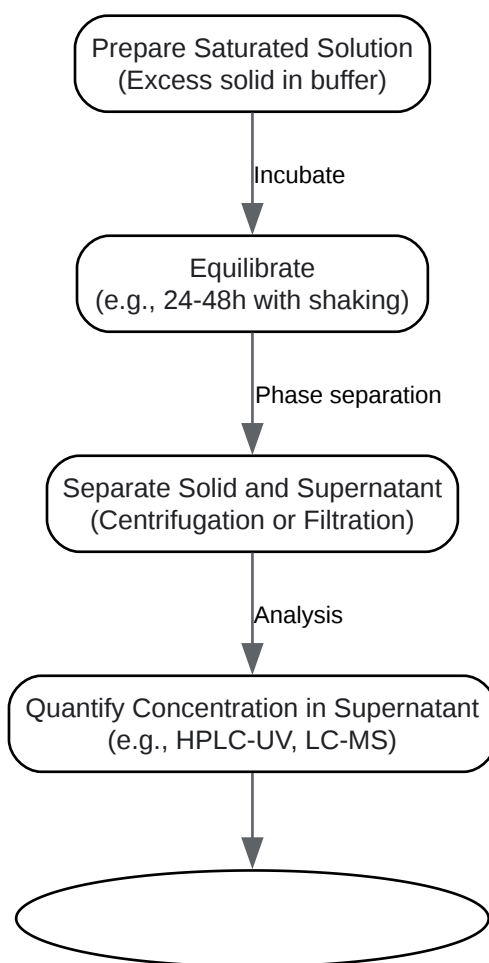 Prepare Saturated Solution
(Excess solid in buffer)
Incubate
Equilibrate
(e.g., 24-48h with shaking)
Phase separation
Separate Solid and Supernatant
(Centrifugation or Filtration)
Analysis
Quantify Concentration in Supernatant
(e.g., HPLC-UV, LC-MS)